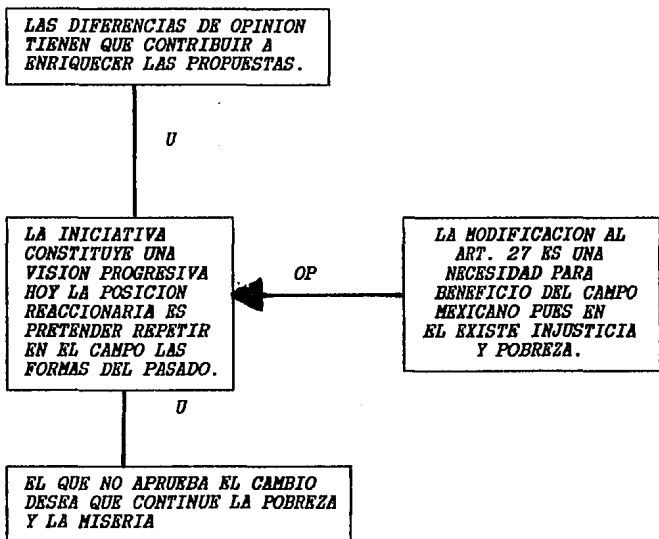 LAS DIFERENCIAS DE OPINION
TIENEN QUE CONTRIBUIR A
ENRIQUECER LAS PROPUESTAS.
U
LA INICIATIVA
CONSTITUYE UNA
VISION PROGRESIVA
HOY LA POSICION
REACCIONARIA ES
PRETENDER REPETIR
EN EL CAMPO LAS
FORMAS DEL PASADO.
OP
LA MODIFICACION AL
ART. 27 ES UNA
NECESIDAD PARA
BENEFICIO DEL CAMPO
MEXICANO PUES EN
EL EXISTE INJUSTICIA
Y POBREZA.
U
EL QUE NO APRUEBA EL CAMBIO
DESEA QUE CONTINUE LA POBREZA
Y LA MISERIA